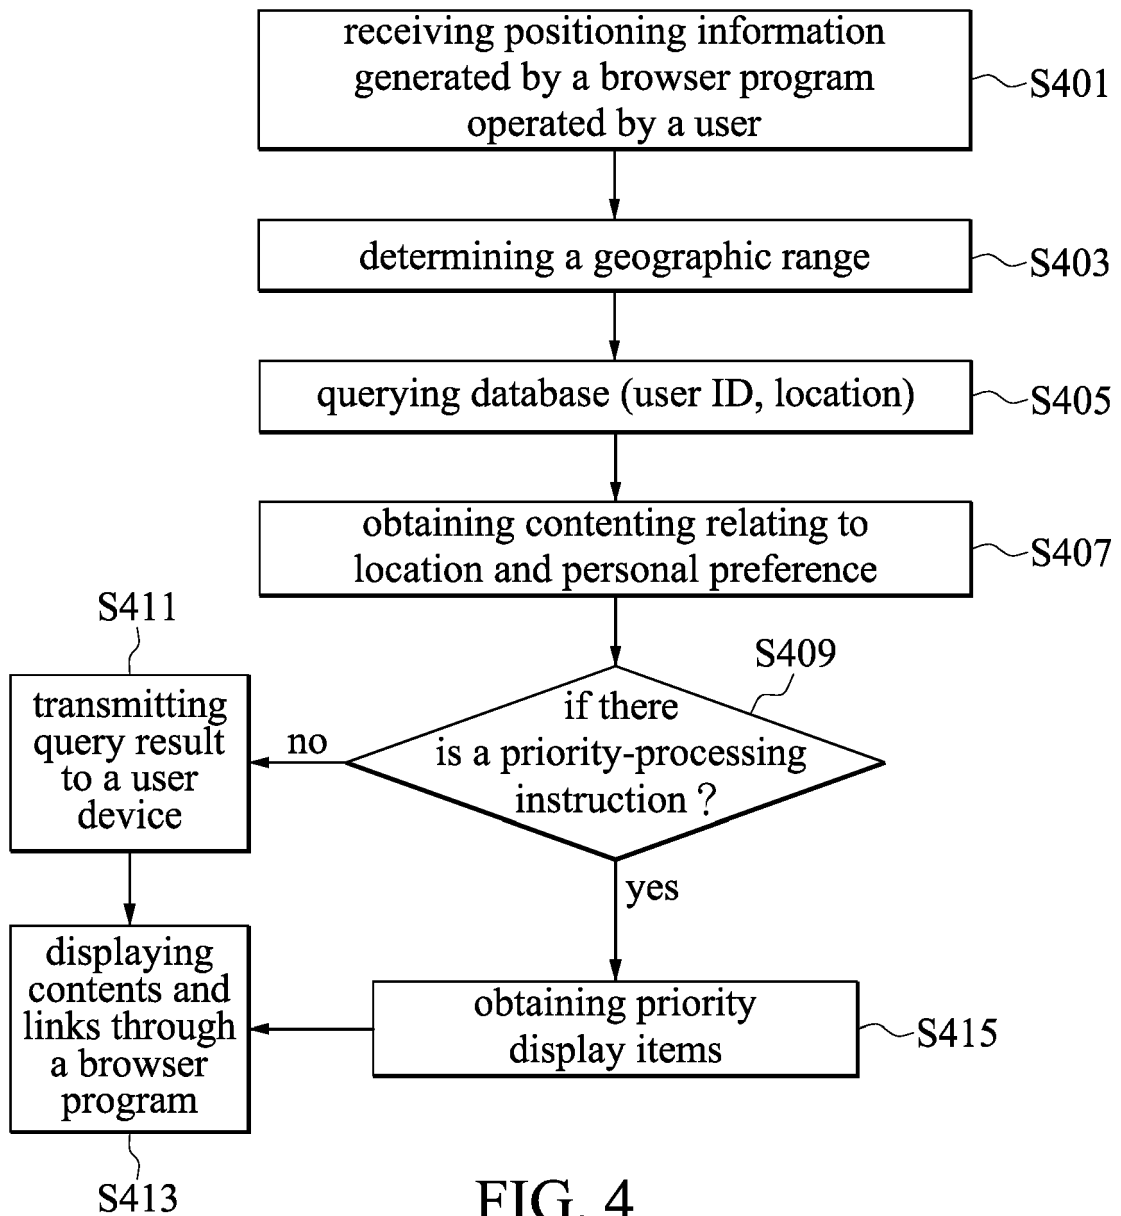 receiving positioning information
generated by a browser program
operated by a user
S401
determining a geographic range
S403
querying database (user ID, location)
S405
obtaining contenting relating to
location and personal preference
S407
S411
S409
transmitting
query result
to a user
device
no
if there
is a priority-processing
instruction ?
yes
displaying
contents and
links through
a browser
program
obtaining priority
display items
S415
S413
FIG. 4